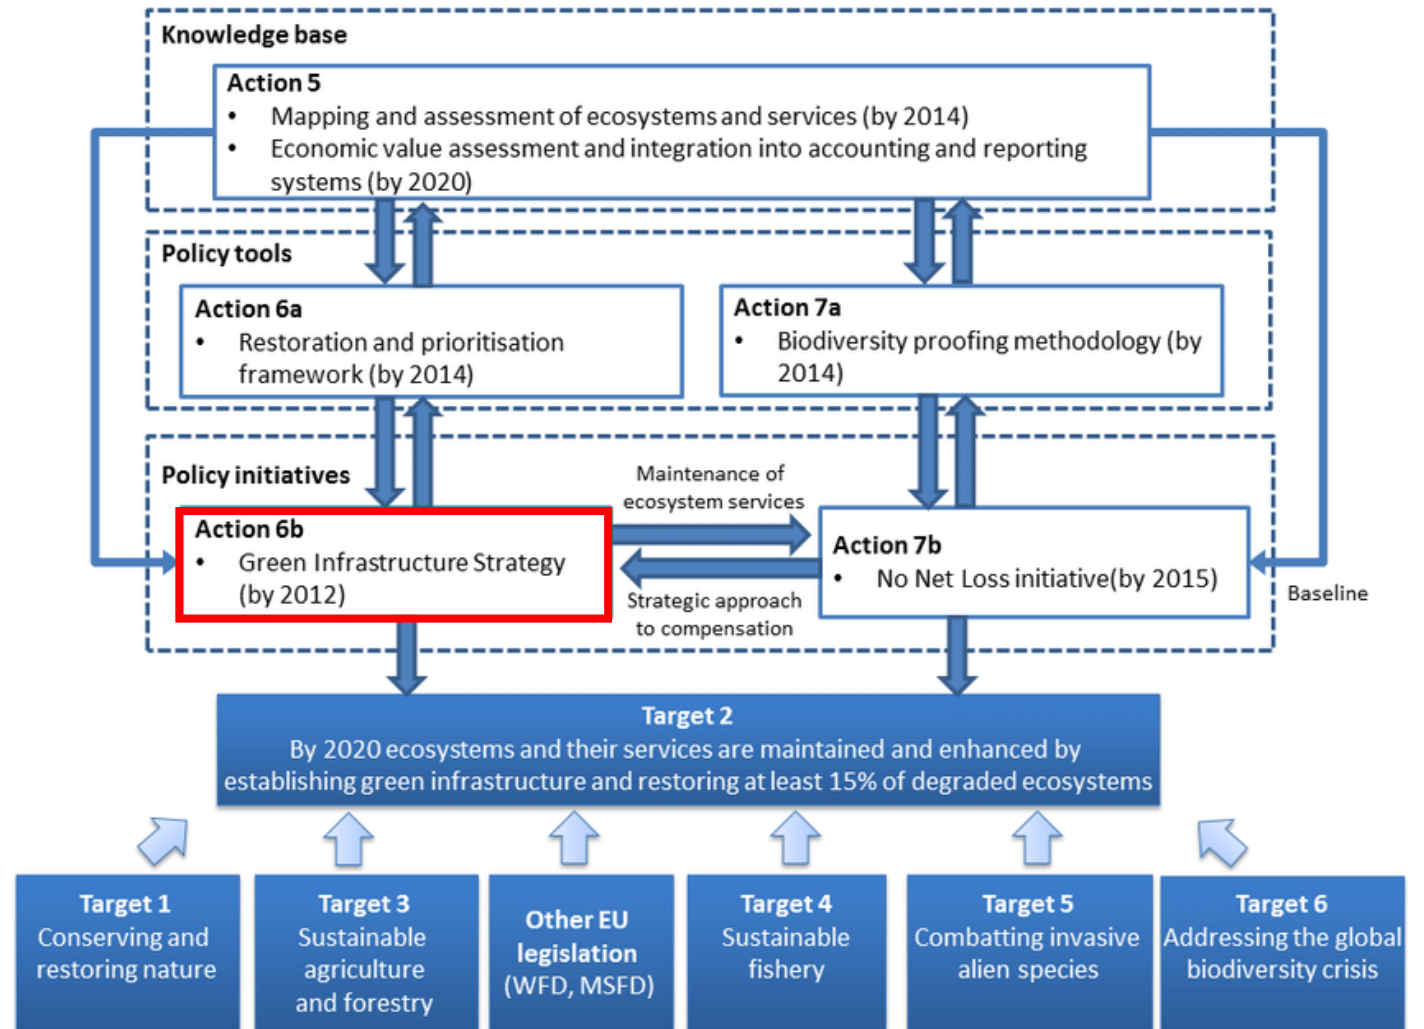 Knowledge base
Action 5
• Mapping and assessment of ecosystems and services (by 2014)
• Economic value assessment and integration into accounting and reporting
systems (by 2020)
Policy tools
Action 6a
• Restoration and prioritisation
framework (by 2014)
Action 7a
• Biodiversity proofing methodology (by
2014)
Policy initiatives
Action 6b
• Green Infrastructure Strategy
(by 2012)
Maintenance of
ecosystem services
Strategic approach
to compensation
Action 7b
• No Net Loss initiative(by 2015)
Baseline
Target 2
By 2020 ecosystems and their services are maintained and enhanced by
establishing green infrastructure and restoring at least 15% of degraded ecosystems
Target 1
Conserving and
restoring nature
Target 3
Sustainable
agriculture
and forestry
Other EU
legislation
(WFD, MSFD)
Target 4
Sustainable
fishery
Target 5
Combatting invasive
alien species
Target 6
Addressing the global
biodiversity crisis